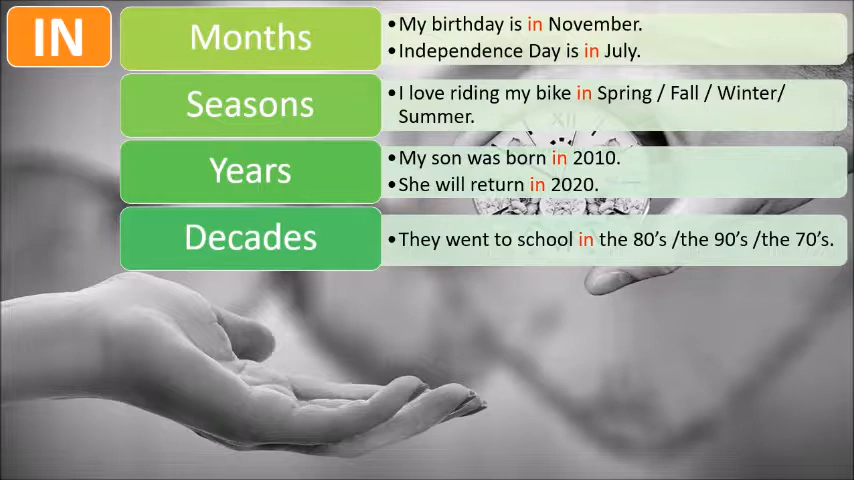 IN
Months
•My birthday is in November.
•Independence Day is in July.
Seasons
•I love riding my bike in Spring / Fall / Winter/
Summer.
Years
•My son was born in 2010.
•She will return in 2020.
Decades
•They went to school in the 80’s /the 90’s /the 70’s.
XII